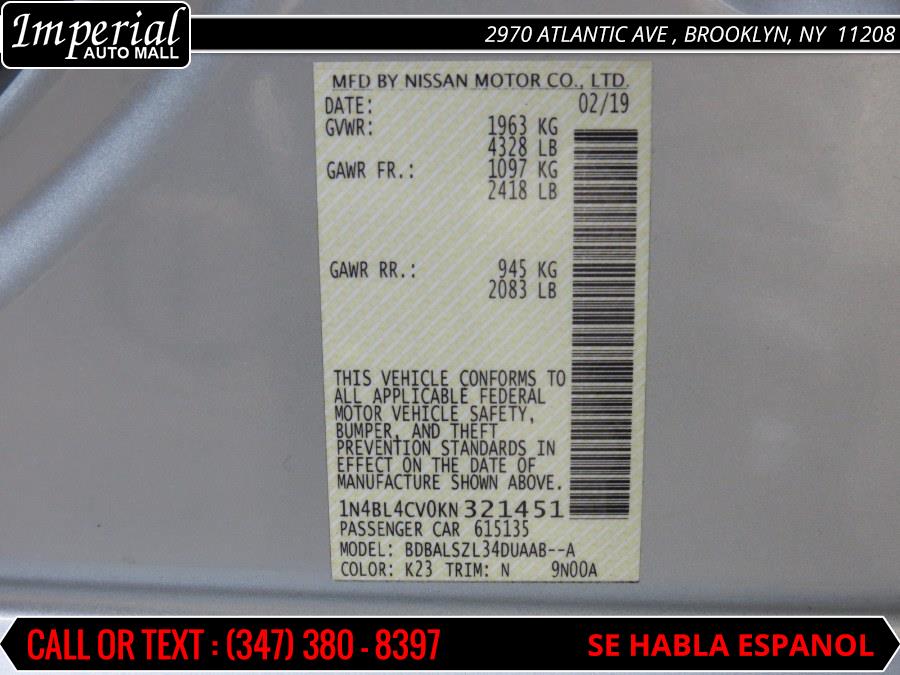 Imperial
AUTO MALL
2970 ATLANTIC AVE , BROOKLYN, NY 11208
MFD BY NISSAN MOTOR CO., LTD.
DATE: 02/19
GVWR: 1963 KG
4328 LB
GAWR FR.: 1097 KG
2418 LB
GAWR RR.: 945 KG
2083 LB
THIS VEHICLE CONFORMS TO
ALL APPLICABLE FEDERAL
MOTOR VEHICLE SAFETY,
BUMPER, AND THEFT
PREVENTION STANDARDS IN
EFFECT ON THE DATE OF
MANUFACTURE SHOWN ABOVE.
1N4BL4CV0KN321451
PASSENGER CAR 615135
MODEL: BDBALSZL34DUAAB--A
COLOR: K23 TRIM: N 9N00A
CALL OR TEXT : (347) 380 - 8397
SE HABLA ESPANOL